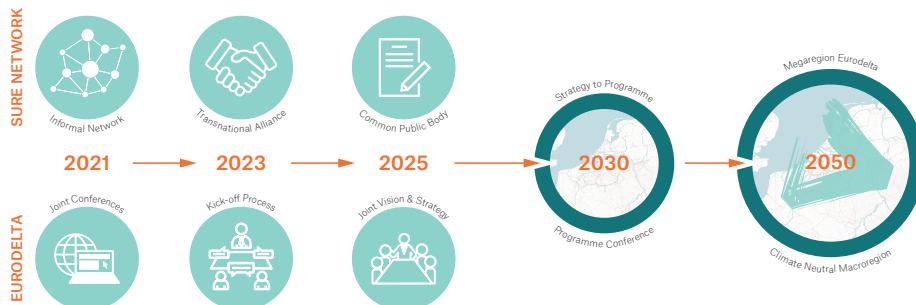 SURE NETWORK
Informal Network
Transnational Alliance
Common Public Body
Strategy to Programme
Megaregion Eurodelta
2021
2023
2025
2030
2050
Joint Conferences
Kick-off Process
Joint Vision & Strategy
Programme Conference
Climate Neutral Macroregion
EURODELTA